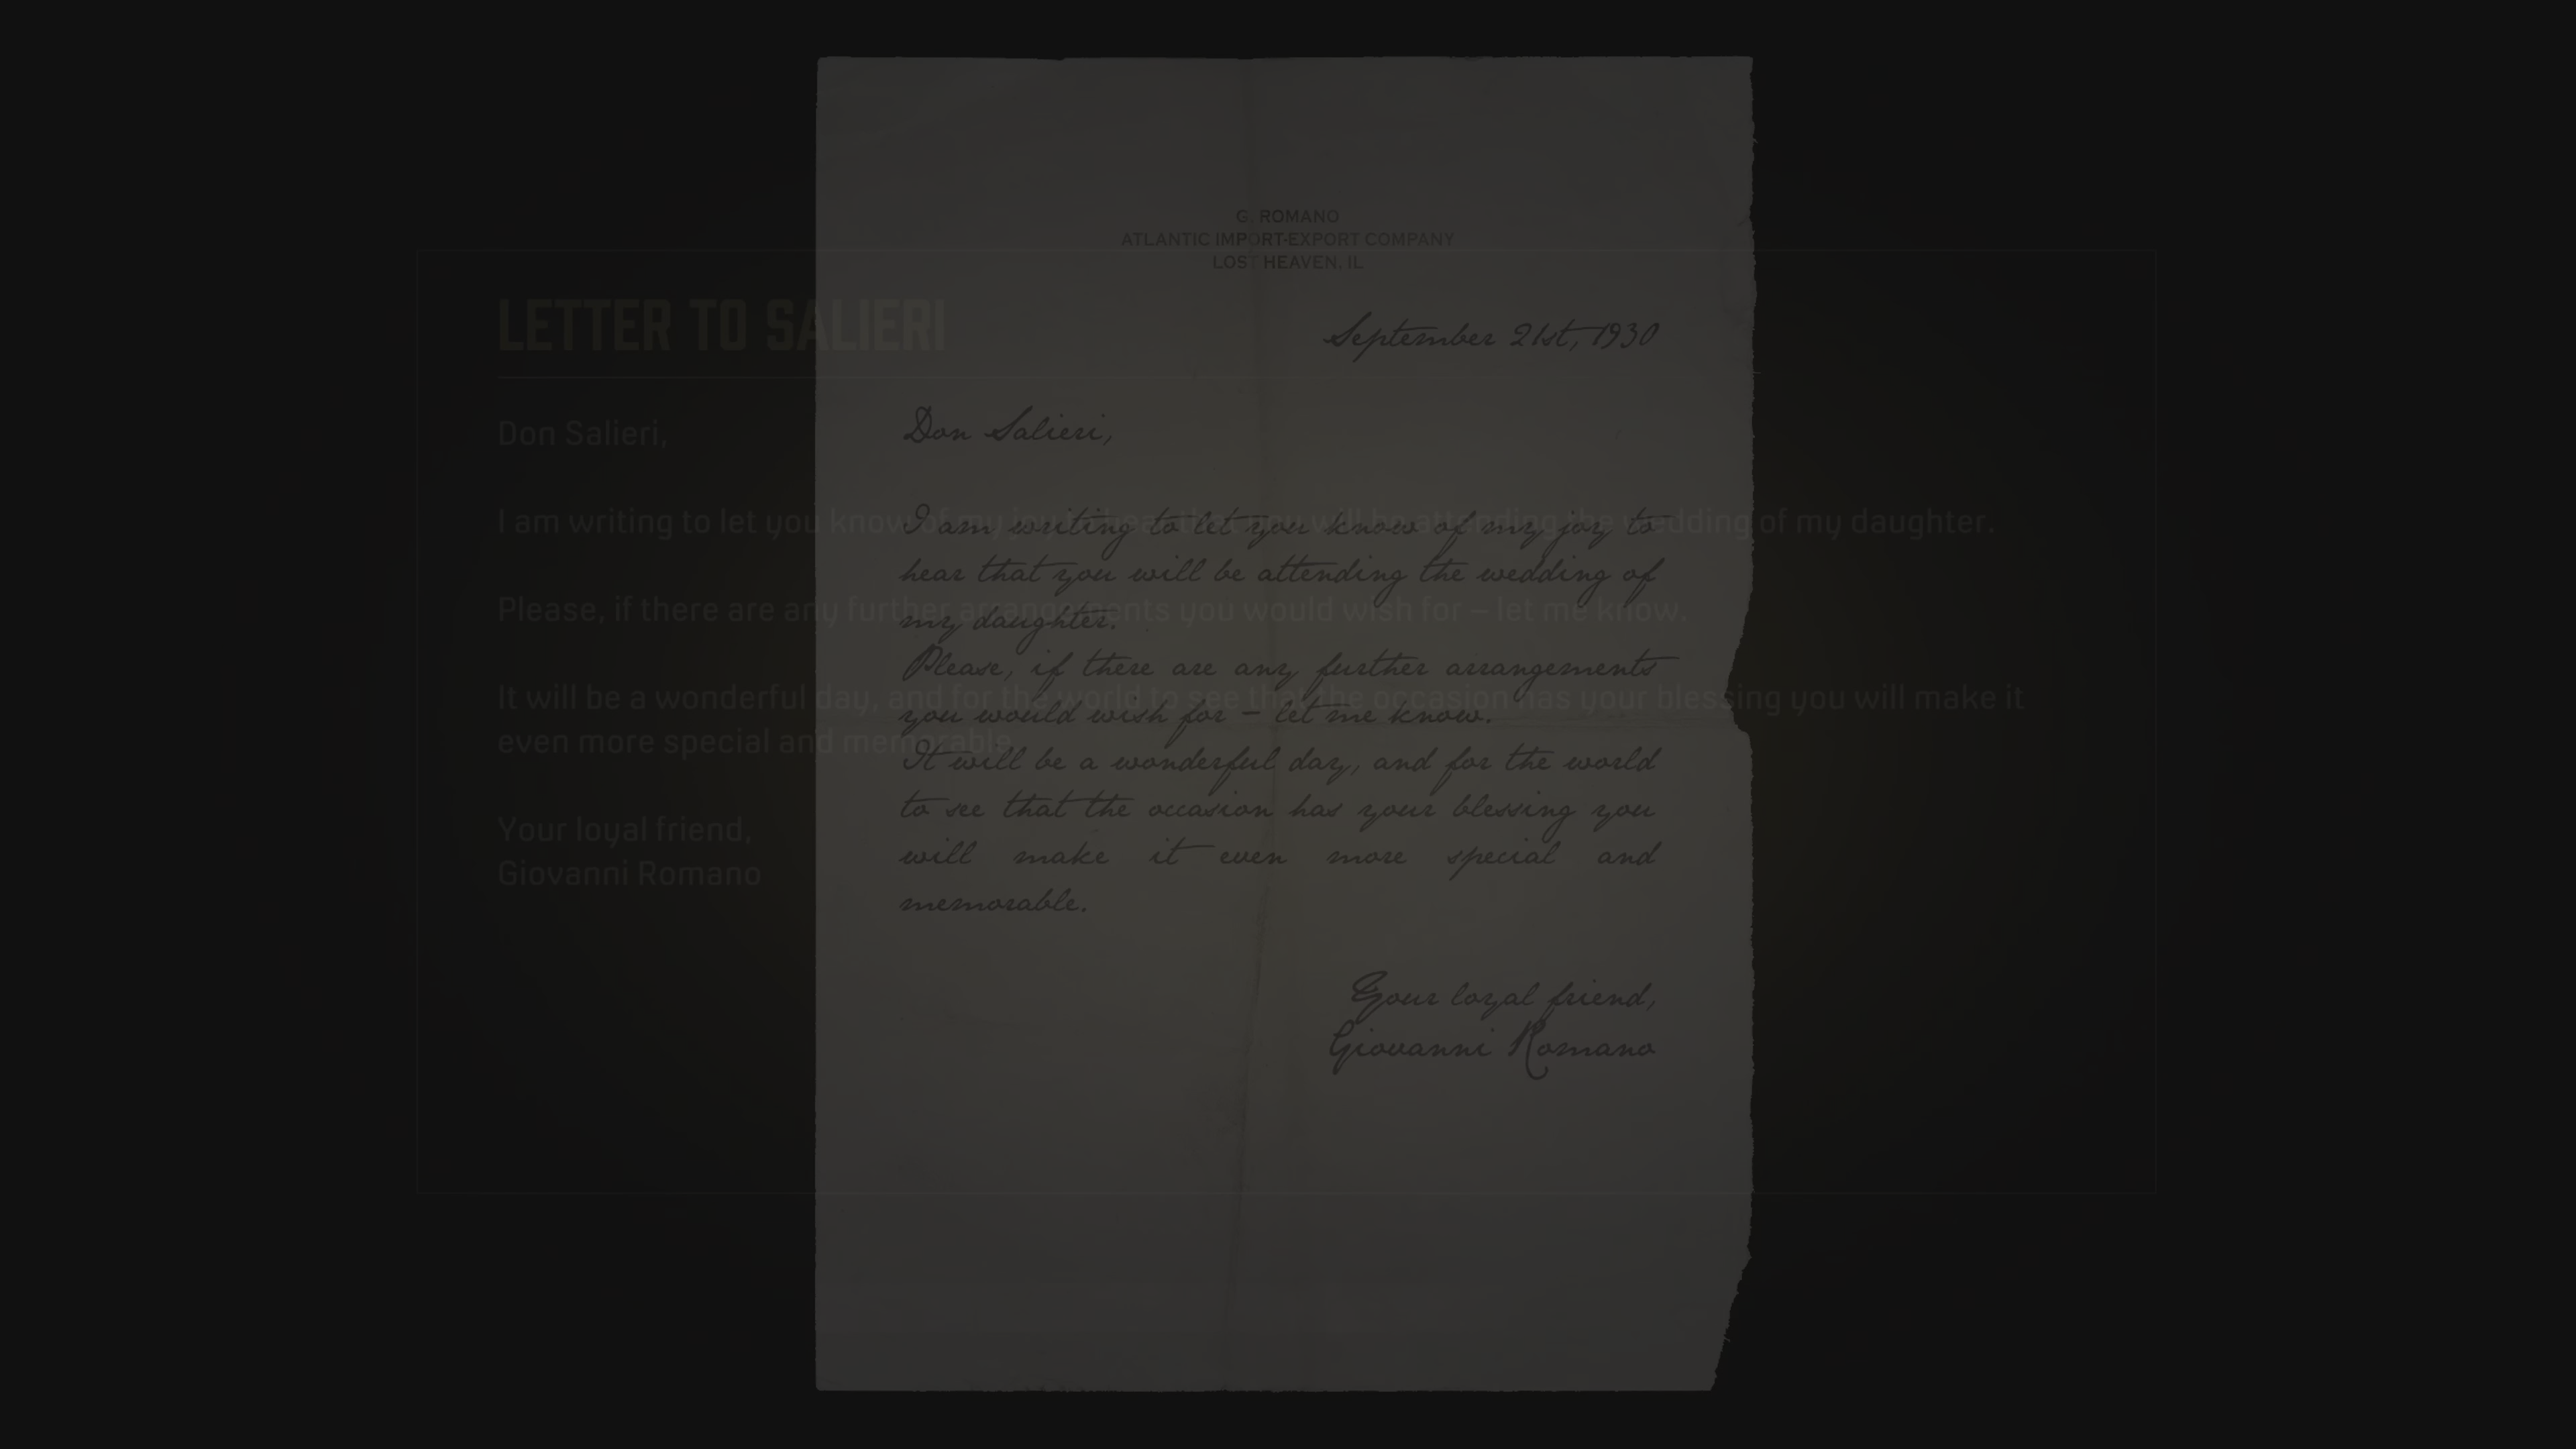 G. ROMANO
ATLANTIC IMPORT-EXPORT COMPANY
LOST HEAVEN, IL
September 21st, 1930
Don Salieri,
I am writing to let you know of my joy to
hear that you will be attending the wedding of
my daughter.
Please, if there are any further arrangements
you would wish for – let me know.
It will be a wonderful day, and for the world
to see that the occasion has your blessing you
will make it even more special and
memorable.
Your loyal friend,
Giovanni Romano
LETTER TO SALIERI
Don Salieri,
I am writing to let you know of my joy to hear that you will be attending the wedding of my daughter.
Please, if there are any further arrangements you would wish for – let me know.
It will be a wonderful day, and for the world to see that the occasion has your blessing you will make it
even more special and memorable.
Your loyal friend,
Giovanni Romano